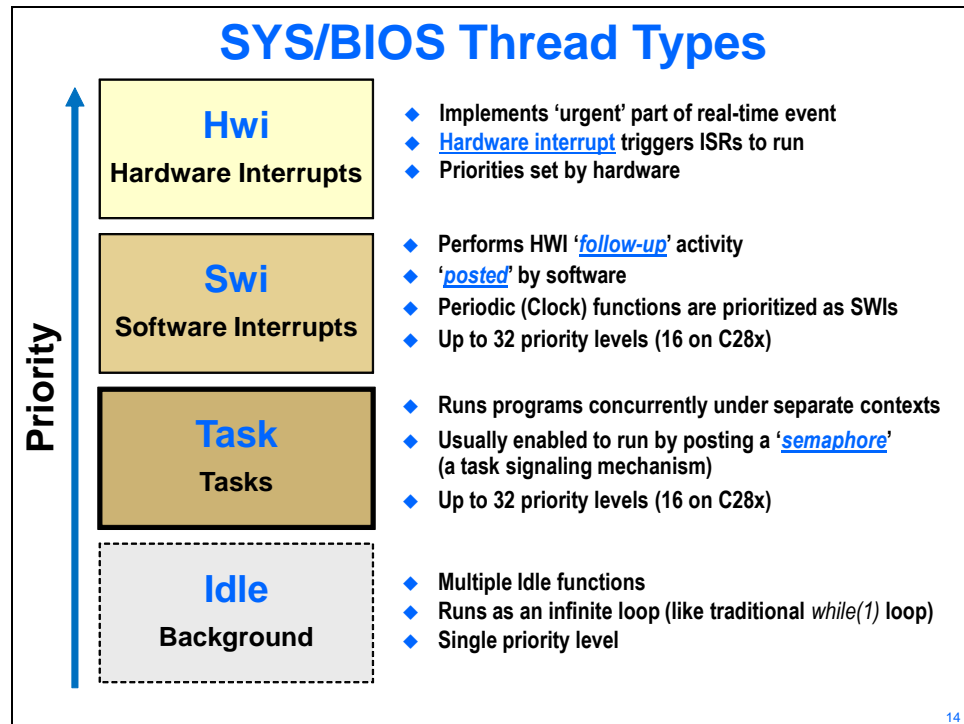 SYS/BIOS Thread Types
Priority
Hwi
Hardware Interrupts
◆ Implements ‘urgent’ part of real-time event
◆ Hardware interrupt triggers ISRs to run
◆ Priorities set by hardware
Swi
Software Interrupts
◆ Performs HWI ‘follow-up’ activity
◆ ‘posted’ by software
◆ Periodic (Clock) functions are prioritized as SWIs
◆ Up to 32 priority levels (16 on C28x)
Task
Tasks
◆ Runs programs concurrently under separate contexts
◆ Usually enabled to run by posting a ‘semaphore’
(a task signaling mechanism)
◆ Up to 32 priority levels (16 on C28x)
Idle
Background
◆ Multiple Idle functions
◆ Runs as an infinite loop (like traditional while(1) loop)
◆ Single priority level
14